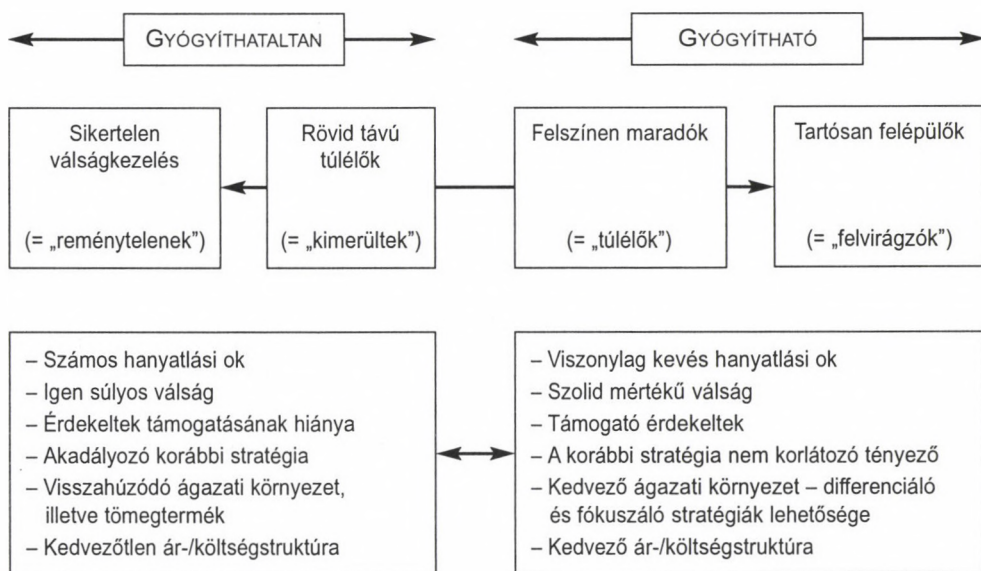 GYÓGYÍTHATALTAN
GYÓGYÍTHATÓ
Sikertelen
válságkezelés
(= „reménytelenek”)
Rövid távú
túlélők
(= „kimerültek”)
Felszínen maradók
(= „túlélők”)
Tartósan felépülők
(= „felvirágzók”)
– Számos hanyatlási ok
– Igen súlyos válság
– Érdekeltek támogatásának hiánya
– Akadályozó korábbi stratégia
– Visszahúzódó ágazati környezet,
illetve tömegtermék
– Kedvezőtlen ár-/költségstruktúra
– Viszonylag kevés hanyatlási ok
– Szolid mértékű válság
– Támogató érdekeltek
– A korábbi stratégia nem korlátozó tényező
– Kedvező ágazati környezet – differenciáló
és fókuszáló stratégiák lehetősége
– Kedvező ár-/költségstruktúra